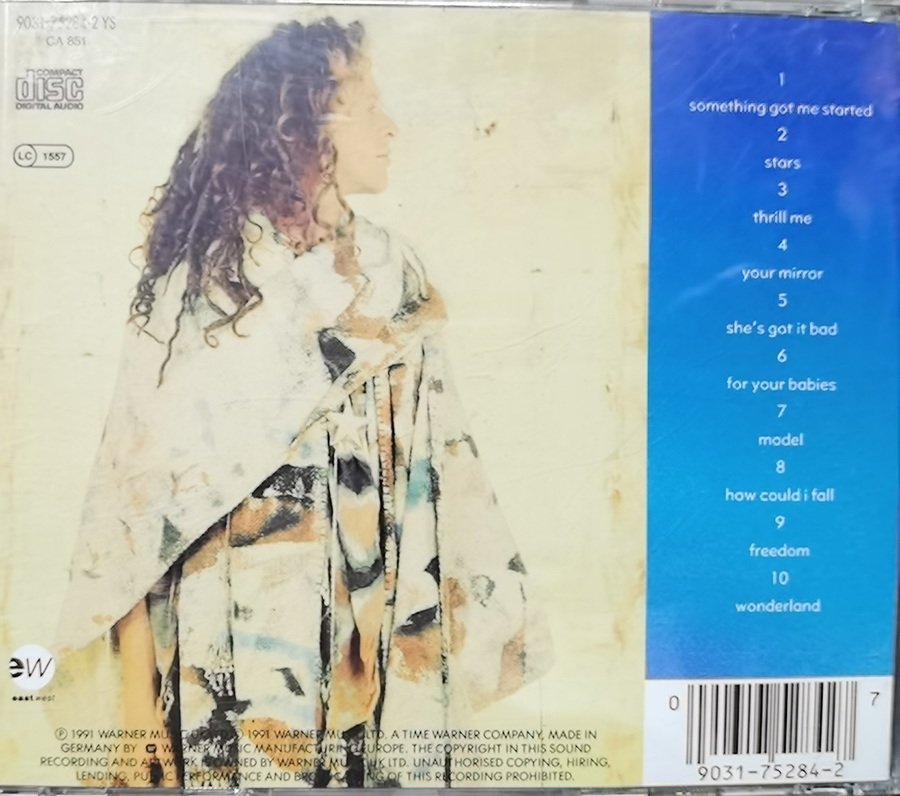 9031-75284-2 YS
CA 851
COMPACT
disc
DIGITAL AUDIO
LC 1557
1
something got me started
2
stars
3
thrill me
4
your mirror
5
she's got it bad
6
for your babies
7
model
8
how could i fall
9
freedom
10
wonderland
ew
east west
℗ 1991 WARNER MUSIC © 1991 WARNER MUSIC LTD. A TIME WARNER COMPANY, MADE IN
GERMANY BY WARNER MUSIC MANUFACTURING EUROPE. THE COPYRIGHT IN THIS SOUND
RECORDING AND ARTWORK IS OWNED BY WARNER MUSIC UK LTD. UNAUTHORISED COPYING, HIRING,
LENDING, PUBLIC PERFORMANCE AND BROADCASTING OF THIS RECORDING PROHIBITED.
0 7
9031-75284-2